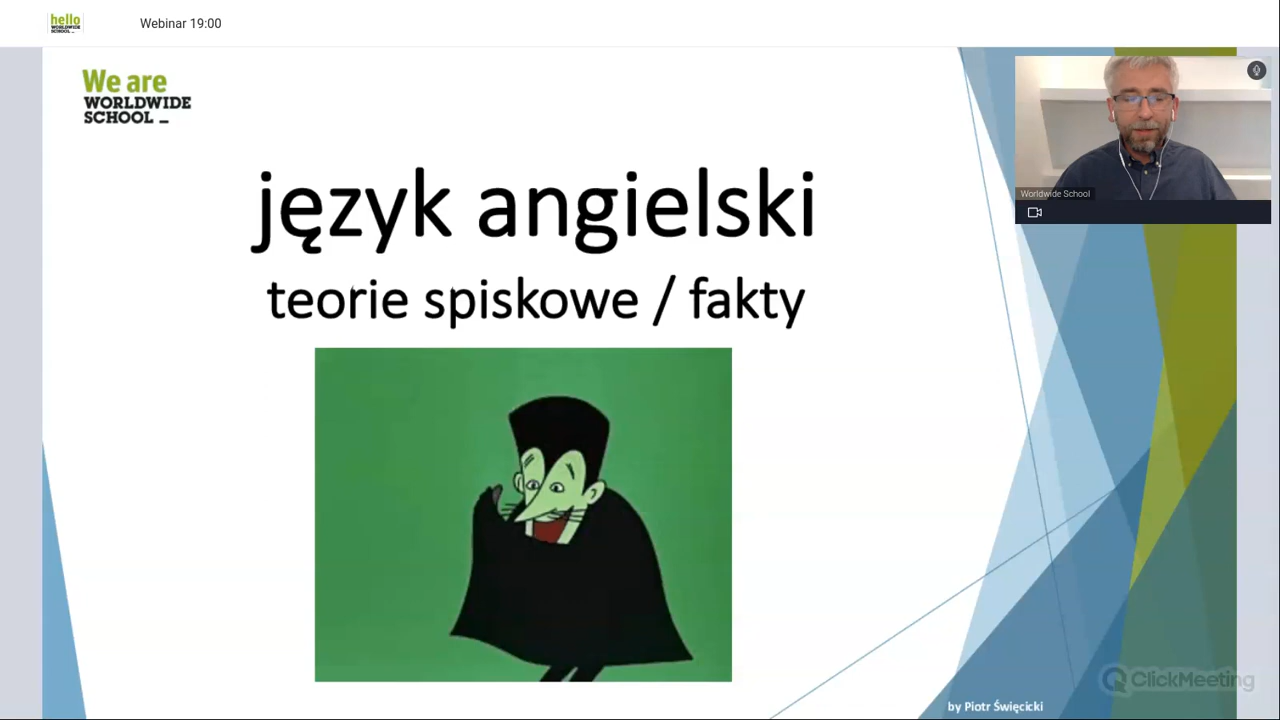 hello
WORLDWIDE
SCHOOL _
Webinar 19:00
We are
WORLDWIDE
SCHOOL _
język angielski
teorie spiskowe / fakty
Worldwide School
ClickMeeting
by Piotr Święcicki